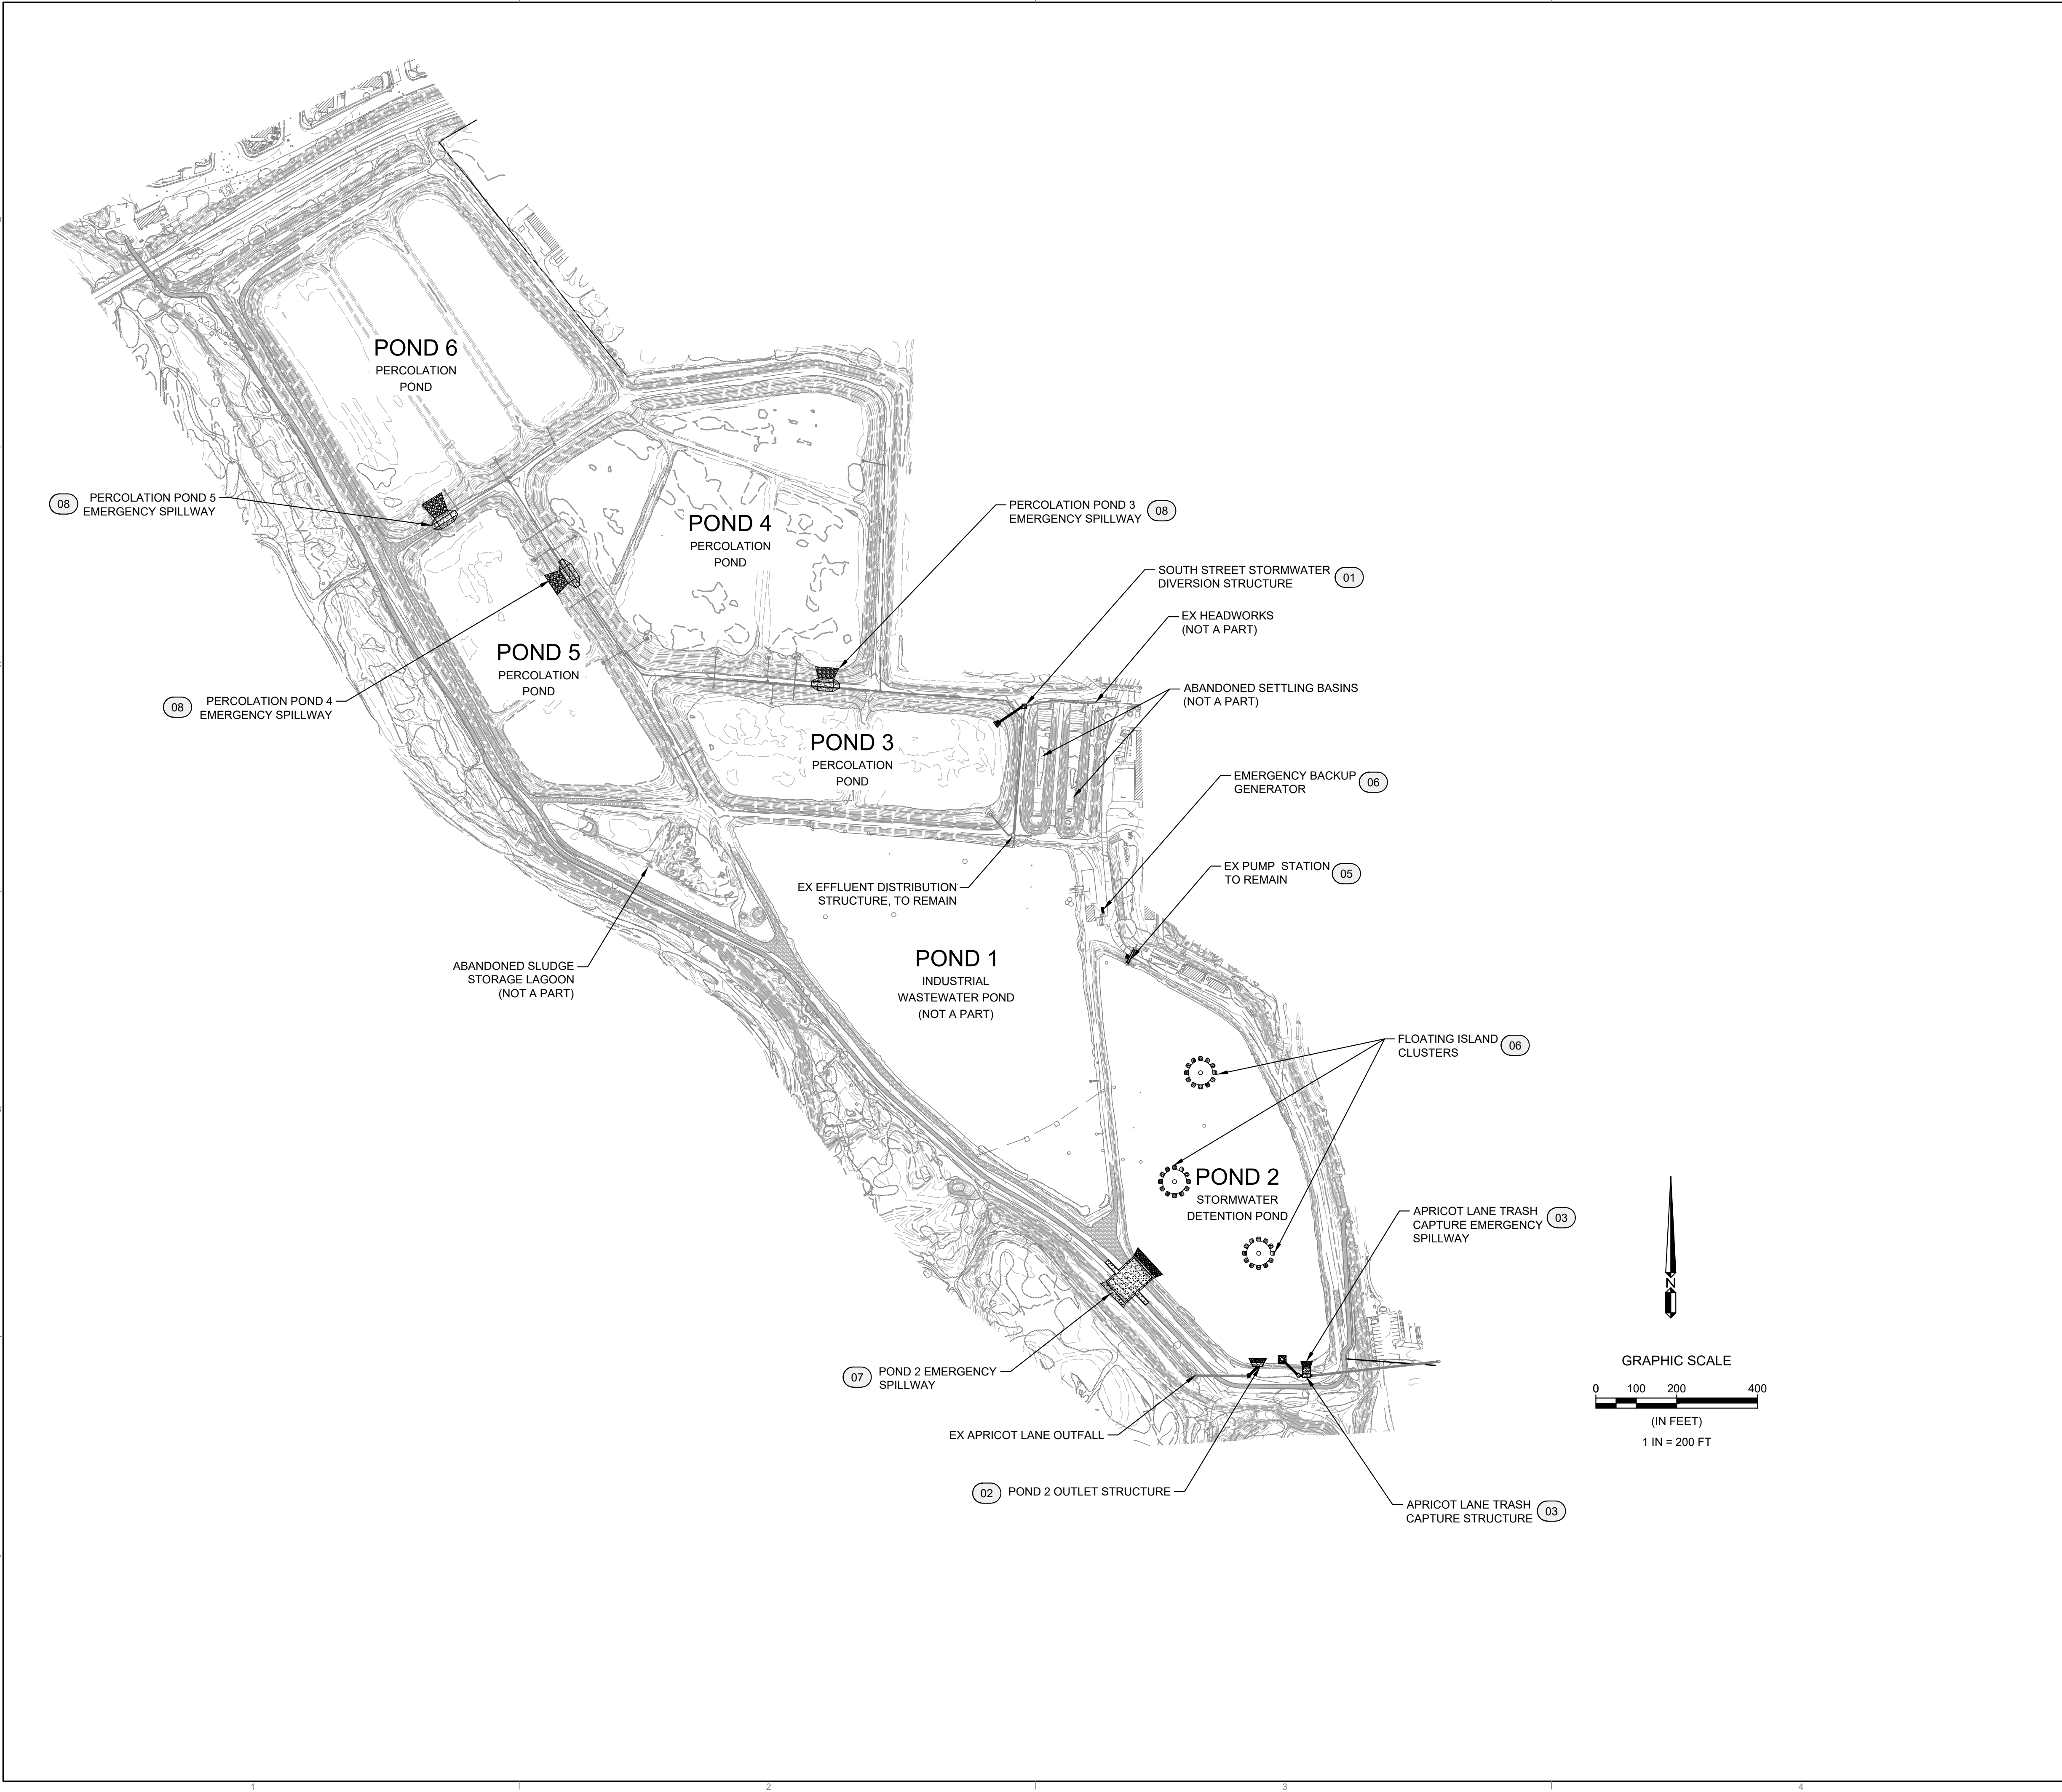 POND 6
PERCOLATION
POND
08
PERCOLATION POND 5
EMERGENCY SPILLWAY
POND 4
PERCOLATION
POND
PERCOLATION POND 3
EMERGENCY SPILLWAY
08
SOUTH STREET STORMWATER
DIVERSION STRUCTURE
01
EX HEADWORKS
(NOT A PART)
POND 5
PERCOLATION
POND
ABANDONED SETTLING BASINS
(NOT A PART)
08
PERCOLATION POND 4
EMERGENCY SPILLWAY
POND 3
PERCOLATION
POND
EMERGENCY BACKUP
GENERATOR
06
EX PUMP STATION
TO REMAIN
05
EX EFFLUENT DISTRIBUTION
STRUCTURE, TO REMAIN
ABANDONED SLUDGE
STORAGE LAGOON
(NOT A PART)
POND 1
INDUSTRIAL
WASTEWATER POND
(NOT A PART)
FLOATING ISLAND
CLUSTERS
06
POND 2
STORMWATER
DETENTION POND
APRICOT LANE TRASH
CAPTURE EMERGENCY
SPILLWAY
03
N
GRAPHIC SCALE
0 100 200 400
(IN FEET)
1 IN = 200 FT
07
POND 2 EMERGENCY
SPILLWAY
EX APRICOT LANE OUTFALL
02
POND 2 OUTLET STRUCTURE
APRICOT LANE TRASH
CAPTURE STRUCTURE
03
1 2 3 4